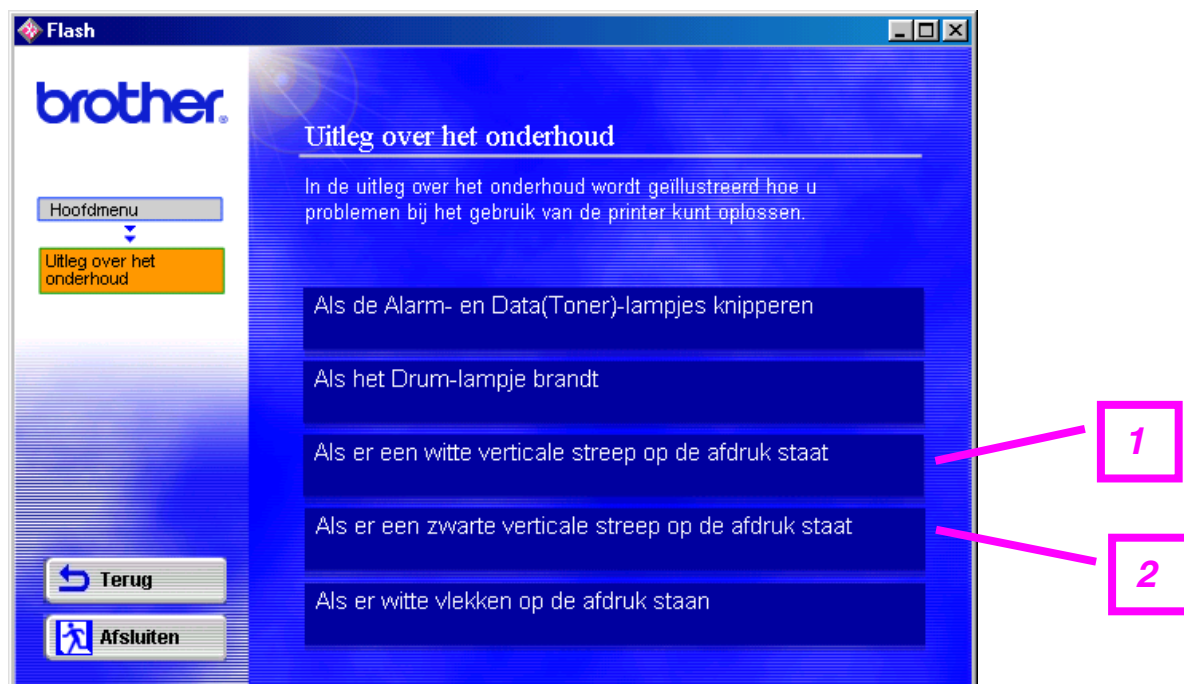 Flash
brother.
Hoofdmenu
Uitleg over het
onderhoud
Terug
Afsluiten
Uitleg over het onderhoud
In de uitleg over het onderhoud wordt geïllustreerd hoe u
problemen bij het gebruik van de printer kunt oplossen.
Als de Alarm- en Data(Toner)-lampjes knipperen
Als het Drum-lampje brandt
Als er een witte verticale streep op de afdruk staat
Als er een zwarte verticale streep op de afdruk staat
Als er witte vlekken op de afdruk staan
1
2